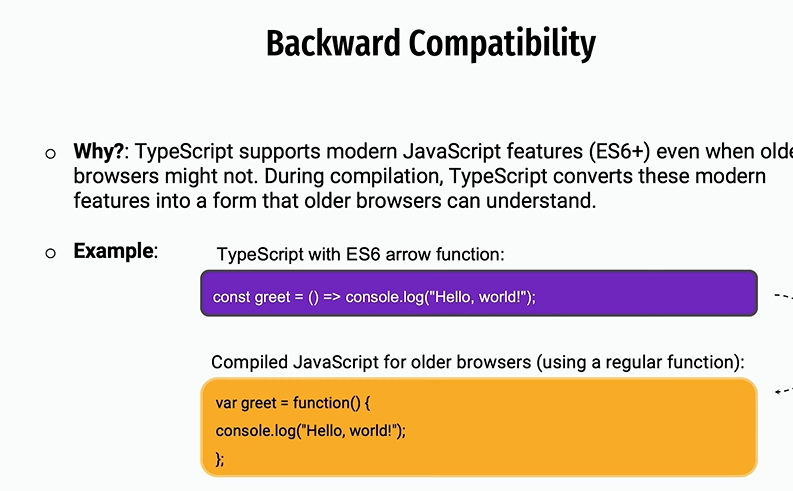 Backward Compatibility
○ Why?: TypeScript supports modern JavaScript features (ES6+) even when
browsers might not. During compilation, TypeScript converts these modern
features into a form that older browsers can understand.
○ Example:
TypeScript with ES6 arrow function:
const greet = () => console.log("Hello, world!");
Compiled JavaScript for older browsers (using a regular function):
var greet = function() {
console.log("Hello, world!");
};